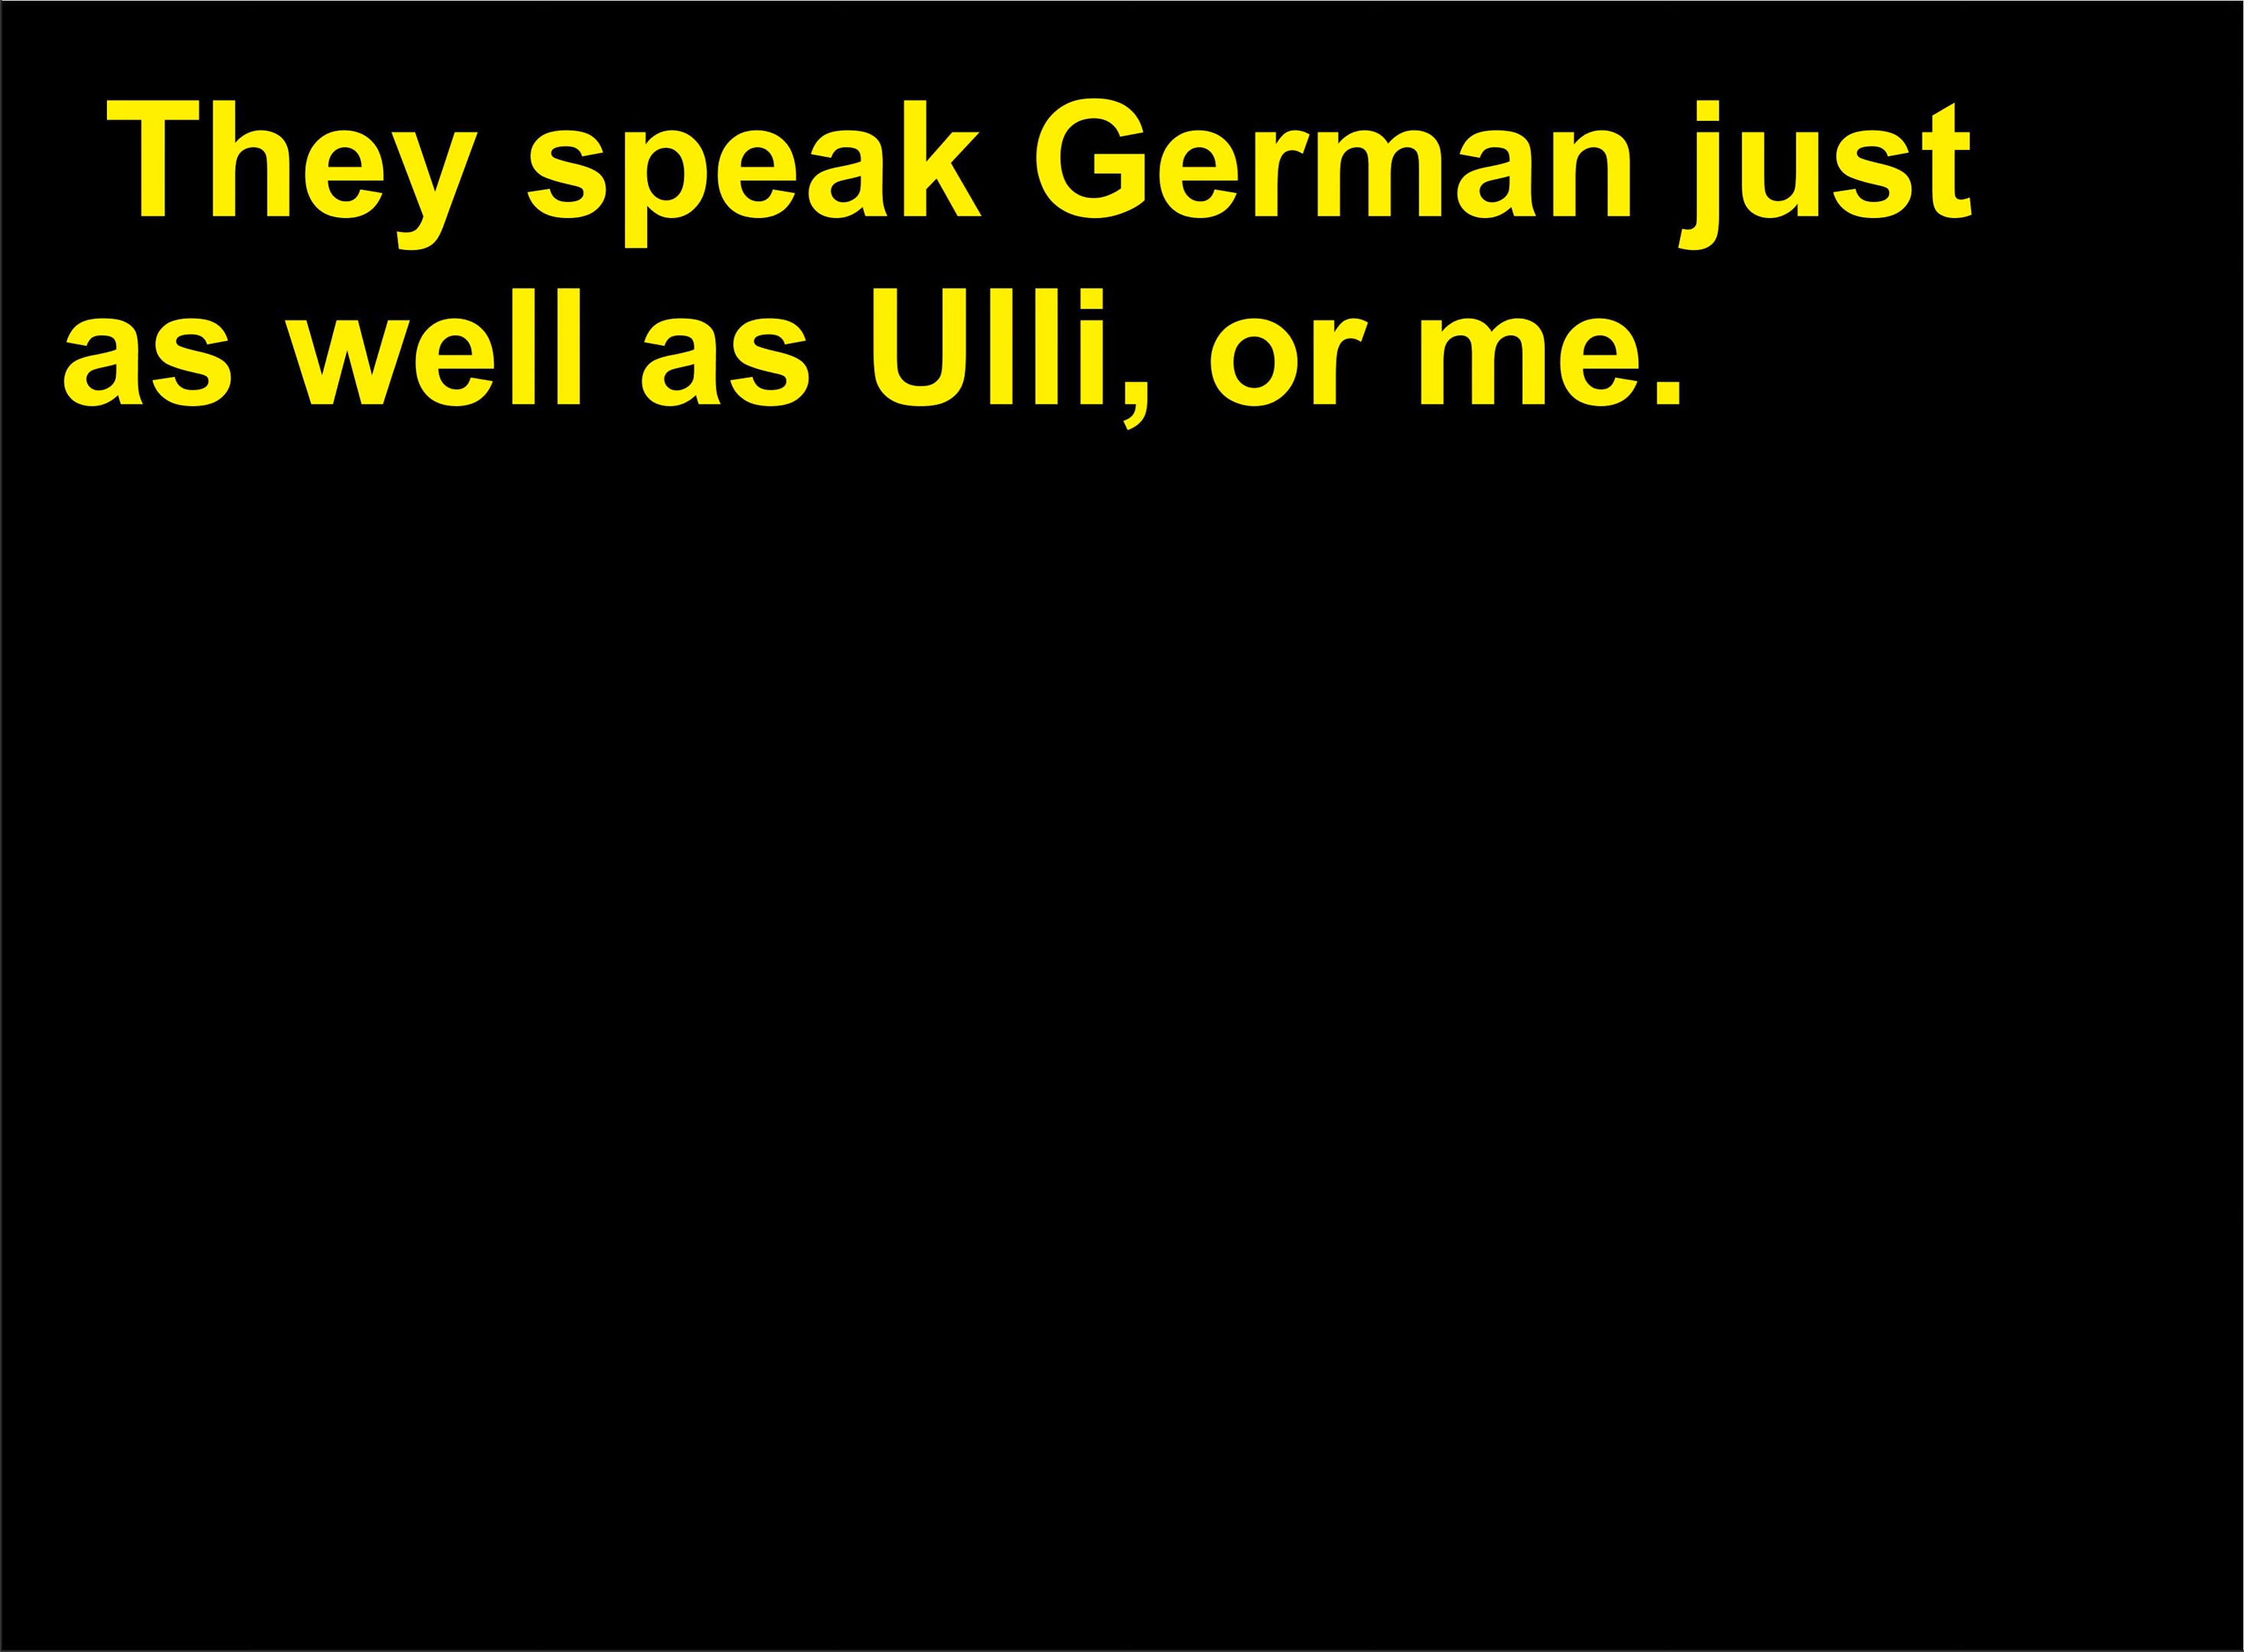 They speak German just
as well as Ulli, or me.